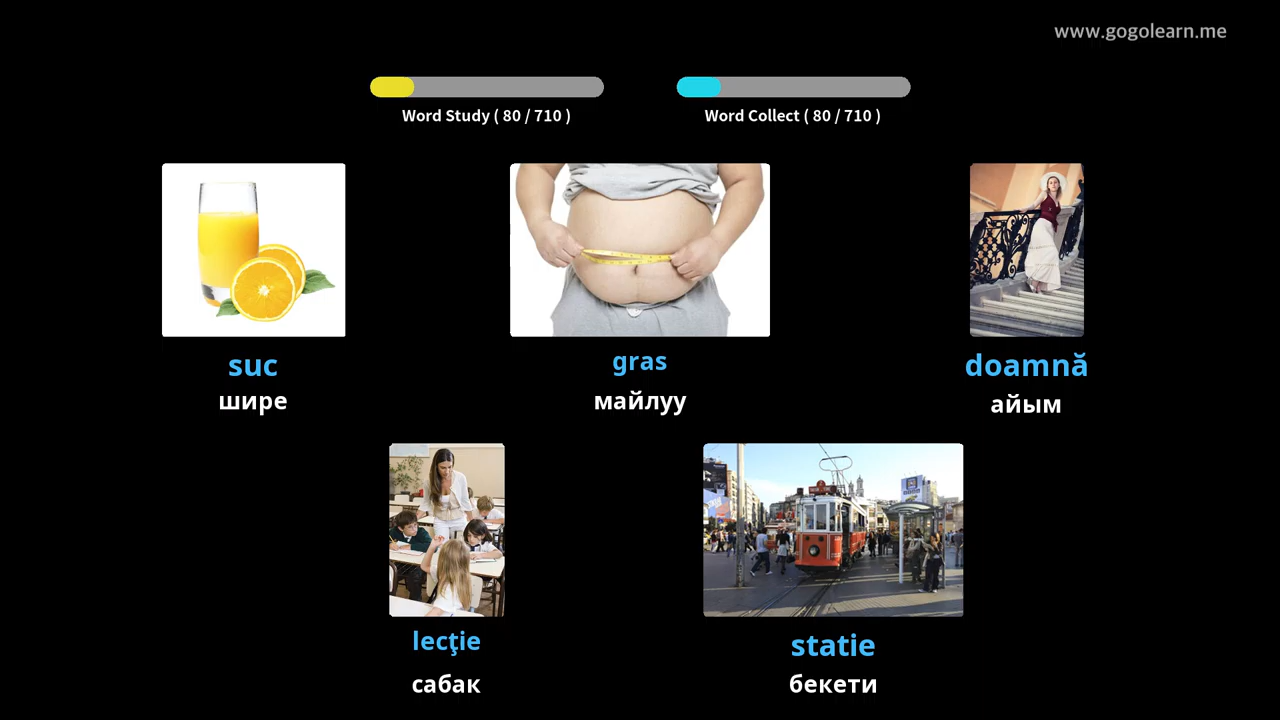 www.gogolearn.me
Word Study ( 80 / 710 )
Word Collect ( 80 / 710 )
suc
шире
gras
майлуу
doamnă
айым
lecţie
сабак
statie
бекети